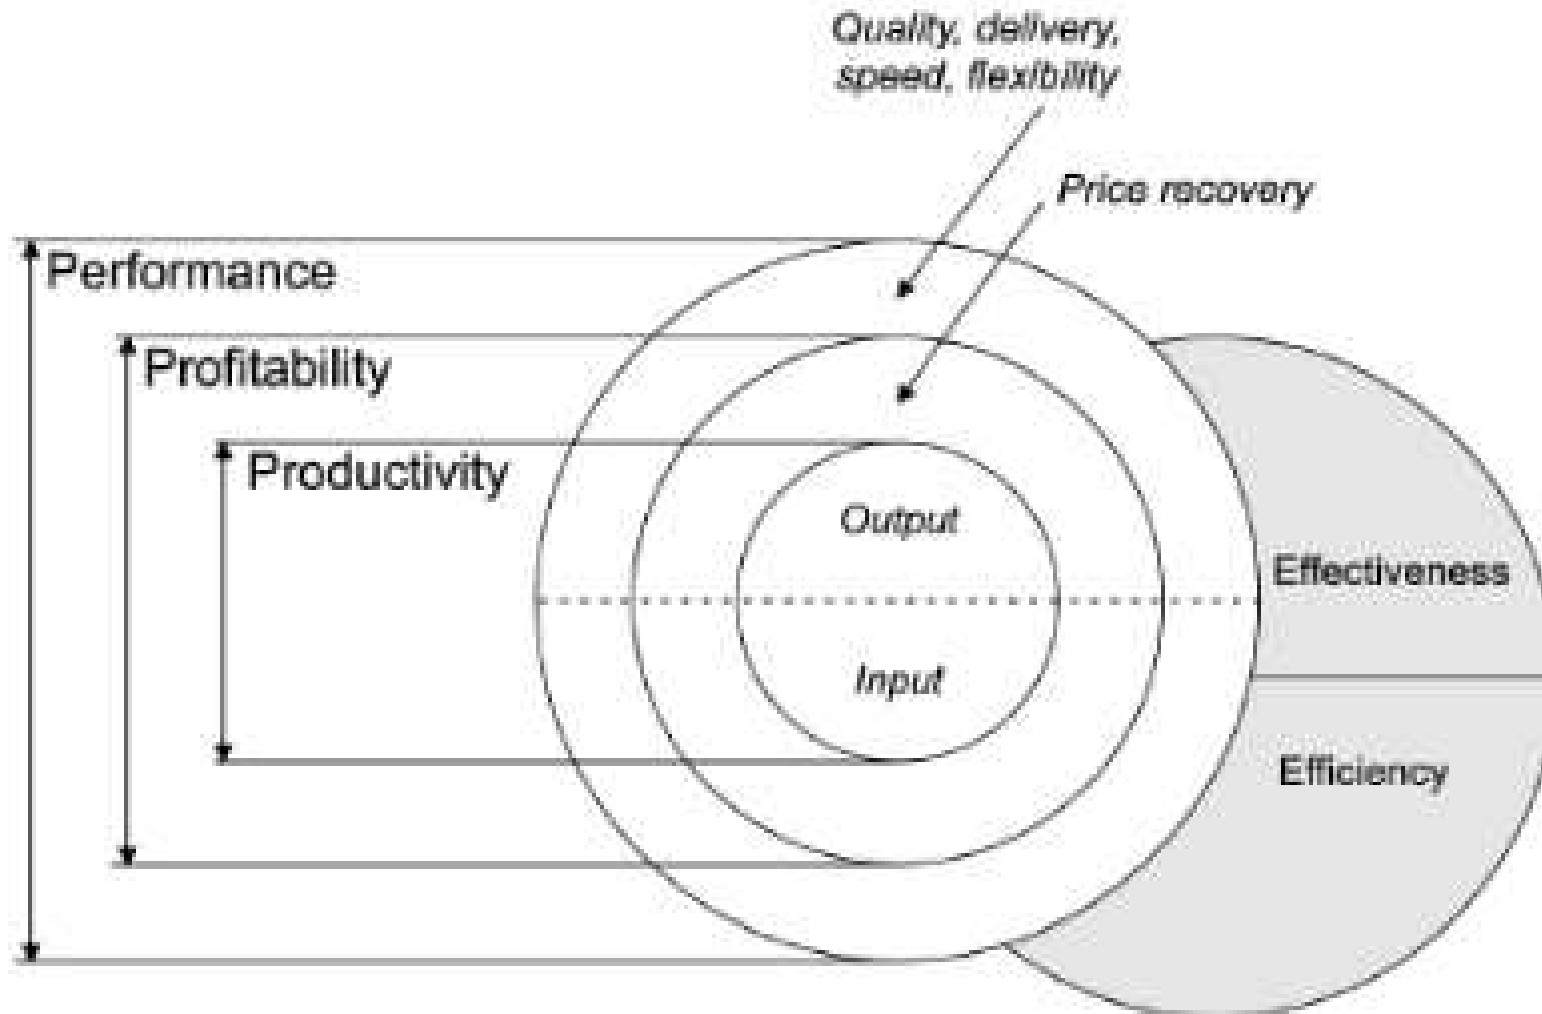 Quality, delivery,
speed, flexibility
Price recovery
Performance
Profitability
Productivity
Output
Effectiveness
Input
Efficiency